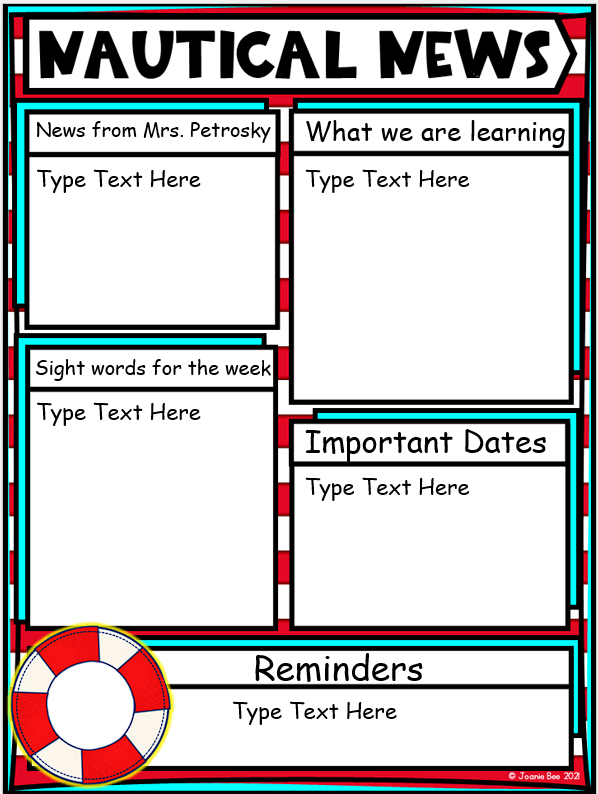 NAUTICAL NEWS
News from Mrs. Petrosky
Type Text Here
What we are learning
Type Text Here
Sight words for the week
Type Text Here
Important Dates
Type Text Here
Reminders
Type Text Here
© Joanie Bee 2021